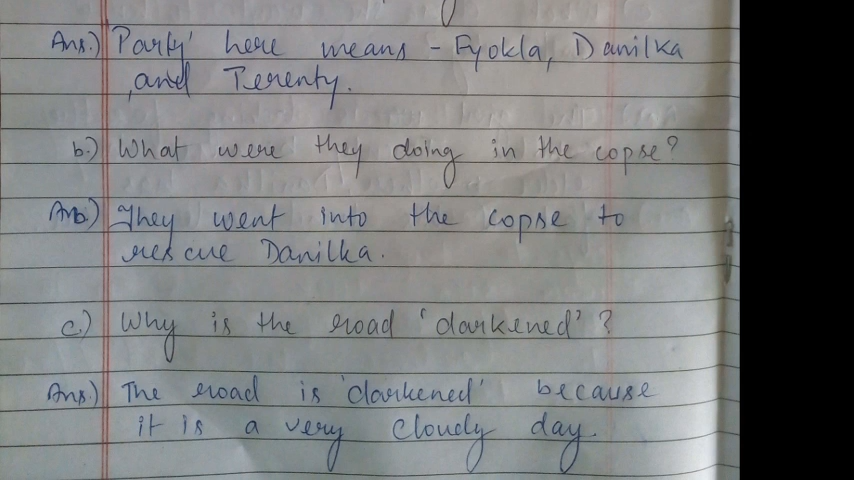 Ans.) 'Party' here means - Fyokla, Danilka
and Terenty.
b.) What were they doing in the copse?
Ans.) They went into the copse to
rescue Danilka.
c.) Why is the road 'darkened'?
Ans.) The road is 'darkened' because
it is a very cloudy day.